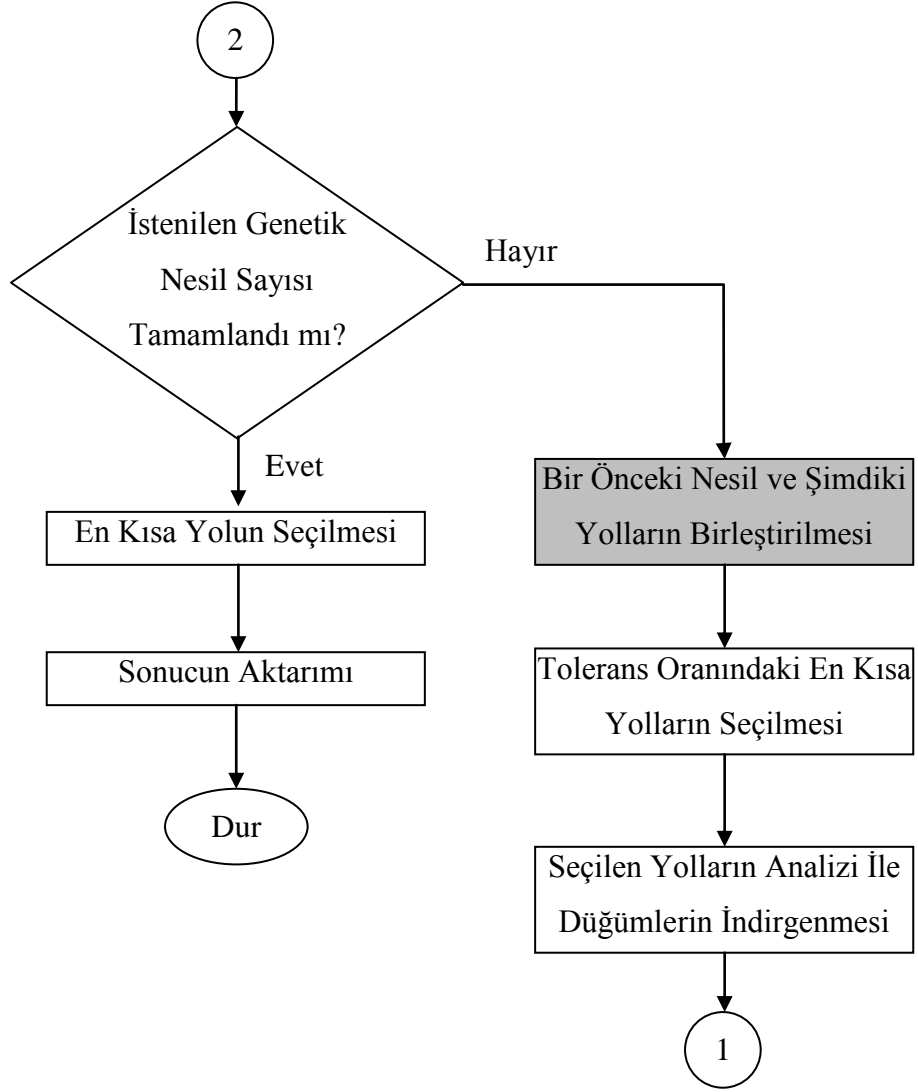 2
İstenilen Genetik
Nesil Sayısı
Tamamlandı mı?
Hayır
Evet
En Kısa Yolun Seçilmesi
Sonucun Aktarımı
Dur
Bir Önceki Nesil ve Şimdiki
Yolların Birleştirilmesi
Tolerans Oranındaki En Kısa
Yolların Seçilmesi
Seçilen Yolların Analizi İle
Düğümlerin İndirgenmesi
1